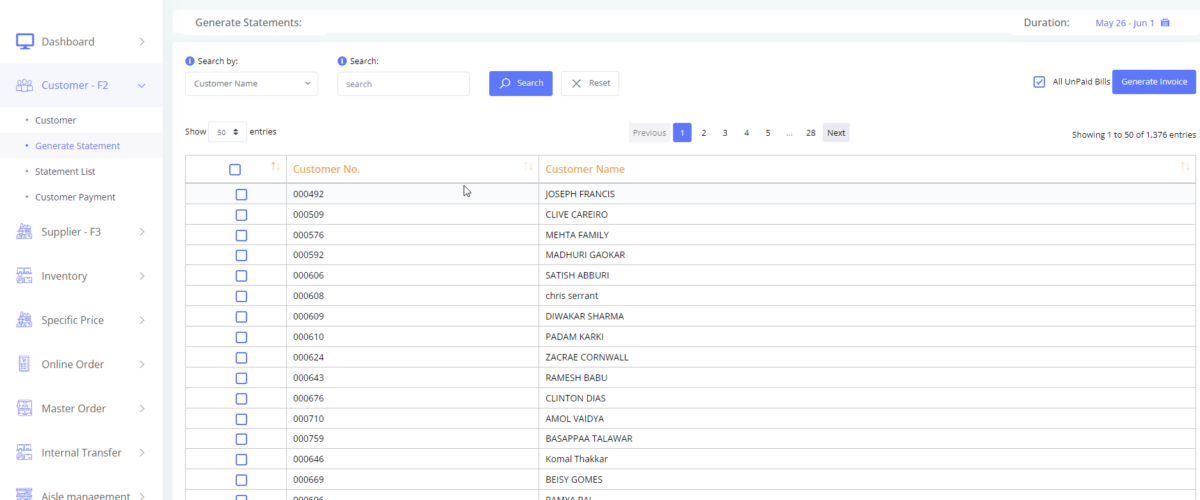 Dashboard
Customer - F2
Customer
Generate Statement
Statement List
Customer Payment
Supplier - F3
Inventory
Specific Price
Online Order
Master Order
Internal Transfer
Aisle management
Generate Statements:
Duration: May 26 - Jun 1
Search by: Search:
Customer Name search Search Reset
All UnPaid Bills Generate Invoice
Show 50 entries
Previous 1 2 3 4 5 ... 28 Next
Showing 1 to 50 of 1,376 entries
Customer No. Customer Name
000492 JOSEPH FRANCIS
000509 CLIVE CAREIRO
000576 MEHTA FAMILY
000592 MADHURI GAOKAR
000606 SATISH ABBURI
000608 chris serrant
000609 DIWAKAR SHARMA
000610 PADAM KARKI
000624 ZACRAE CORNWALL
000643 RAMESH BABU
000676 CLINTON DIAS
000710 AMOL VAIDYA
000759 BASAPPAA TALAWAR
000646 Komal Thakkar
000669 BEISY GOMES